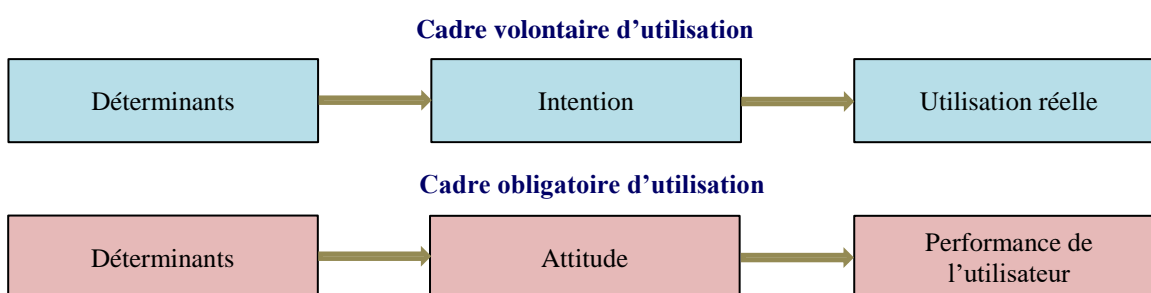 Cadre volontaire d’utilisation
Déterminants
Intention
Utilisation réelle
Cadre obligatoire d’utilisation
Déterminants
Attitude
Performance de
l’utilisateur